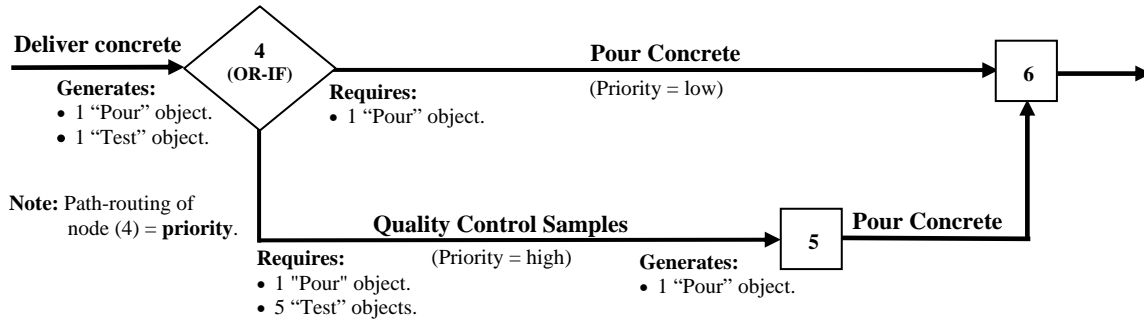 Deliver concrete
4
(OR-IF)
Pour Concrete
6
Generates:
• 1 “Pour” object.
• 1 “Test” object.
Requires:
• 1 “Pour” object.
(Priority = low)
Note: Path-routing of
node (4) = priority.
Quality Control Samples
5
Pour Concrete
Requires:
• 1 "Pour" object.
• 5 “Test” objects.
(Priority = high)
Generates:
• 1 “Pour” object.